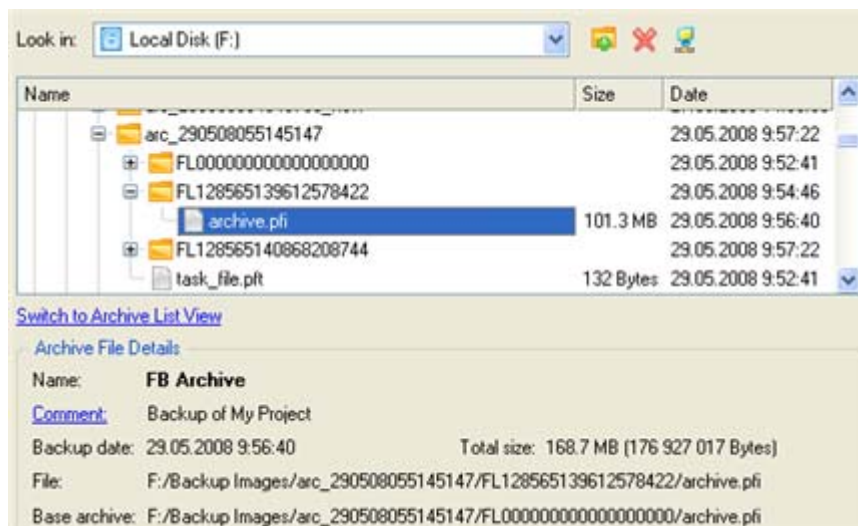 Look in: Local Disk (F:)
Name Size Date
arc_290508055145147 29.05.2008 9:57:22
FL000000000000000000 29.05.2008 9:52:41
FL128565139612578422 29.05.2008 9:54:46
archive.pfi 101.3 MB 29.05.2008 9:56:40
FL128565140868208744 29.05.2008 9:57:22
task_file.pft 132 Bytes 29.05.2008 9:52:41
Switch to Archive List View
Archive File Details
Name: FB Archive
Comment: Backup of My Project
Backup date: 29.05.2008 9:56:40 Total size: 168.7 MB (176 927 017 Bytes)
File: F:/Backup Images/arc_290508055145147/FL128565139612578422/archive.pfi
Base archive: F:/Backup Images/arc_290508055145147/FL000000000000000000/archive.pfi